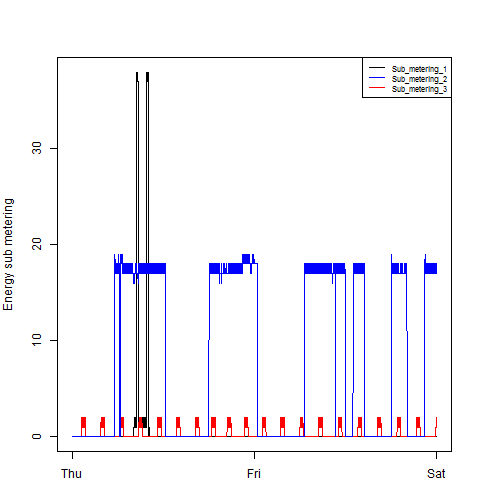 Sub_metering_1
Sub_metering_2
Sub_metering_3
Energy sub metering
30
20
10
0
Thu
Fri
Sat